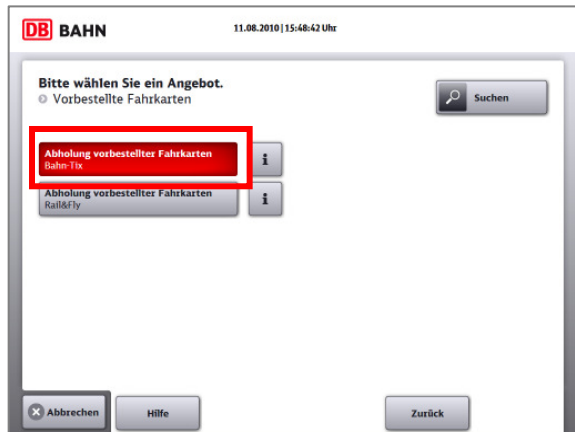 DB BAHN
11.08.2010 | 15:48:42 Uhr
Bitte wählen Sie ein Angebot.
Vorbestellte Fahrkarten
Suchen
Abholung vorbestellter Fahrkarten
Bahn-Tix
i
Abholung vorbestellter Fahrkarten
Rail&Fly
i
Abbrechen
Hilfe
Zurück